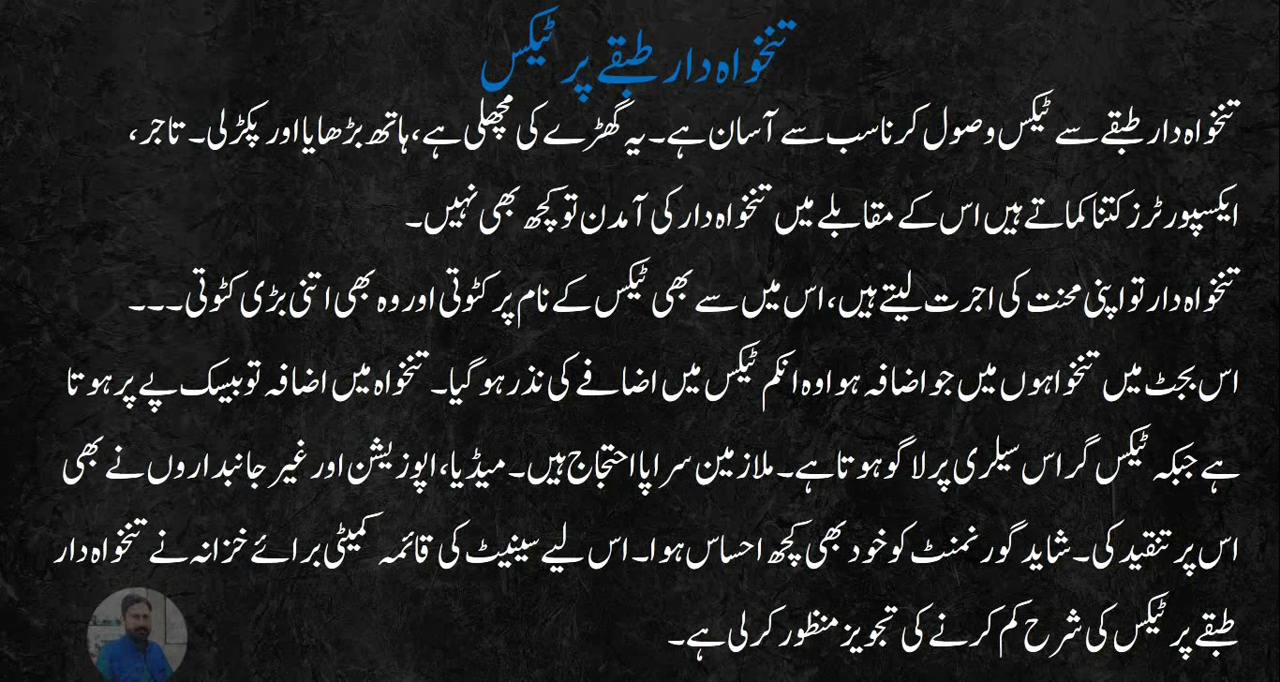 تنخواہ دار طبقے پر ٹیکس
تنخواہ دار طبقے سے ٹیکس وصول کرنا سب سے آسان ہے۔ یہ گھڑے کی مچھلی ہے، ہاتھ بڑھایا اور پکڑ لی۔ تاجر،
ایکسپورٹرز کتنا کماتے ہیں اس کے مقابلے میں تنخواہ دار کی آمدن تو کچھ بھی نہیں۔
تنخواہ دار تو اپنی محنت کی اجرت لیتے ہیں، اس میں سے بھی ٹیکس کے نام پر کٹوتی اور وہ بھی اتنی بڑی کٹوتی۔۔۔
اس بجٹ میں تنخواہوں میں جو اضافہ ہوا وہ انکم ٹیکس میں اضافے کی نذر ہو گیا۔ تنخواہ میں اضافہ تو بیسک پے پر ہوتا
ہے جبکہ ٹیکس گراس سیلری پر لاگو ہوتا ہے۔ ملازمین سراپا احتجاج ہیں۔ میڈیا، اپوزیشن اور غیر جانبداروں نے بھی
اس پر تنقید کی۔ شاید گورنمنٹ کو خود بھی کچھ احساس ہوا۔ اس لیے سینیٹ کی قائمہ کمیٹی برائے خزانہ نے تنخواہ دار
طبقے پر ٹیکس کی شرح کم کرنے کی تجویز منظور کر لی ہے۔